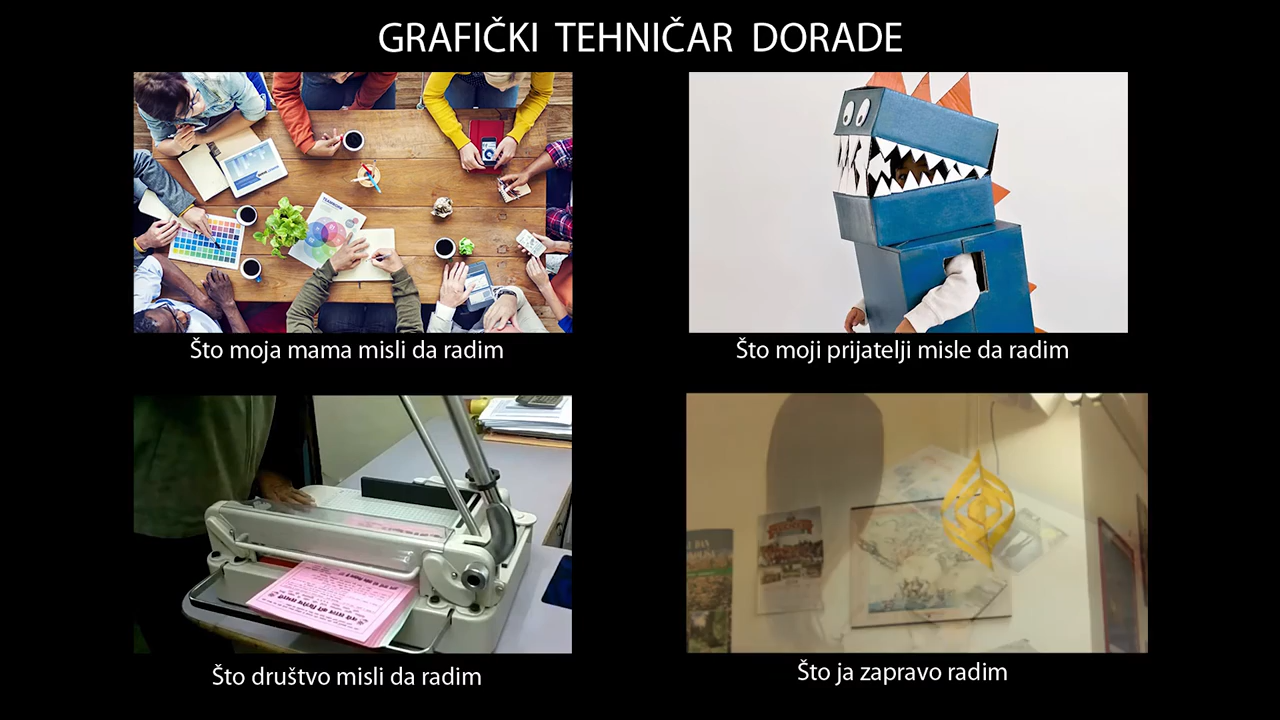 GRAFIČKI TEHNIČAR DORADE
Što moja mama misli da radim
Što moji prijatelji misle da radim
Što društvo misli da radim
Što ja zapravo radim